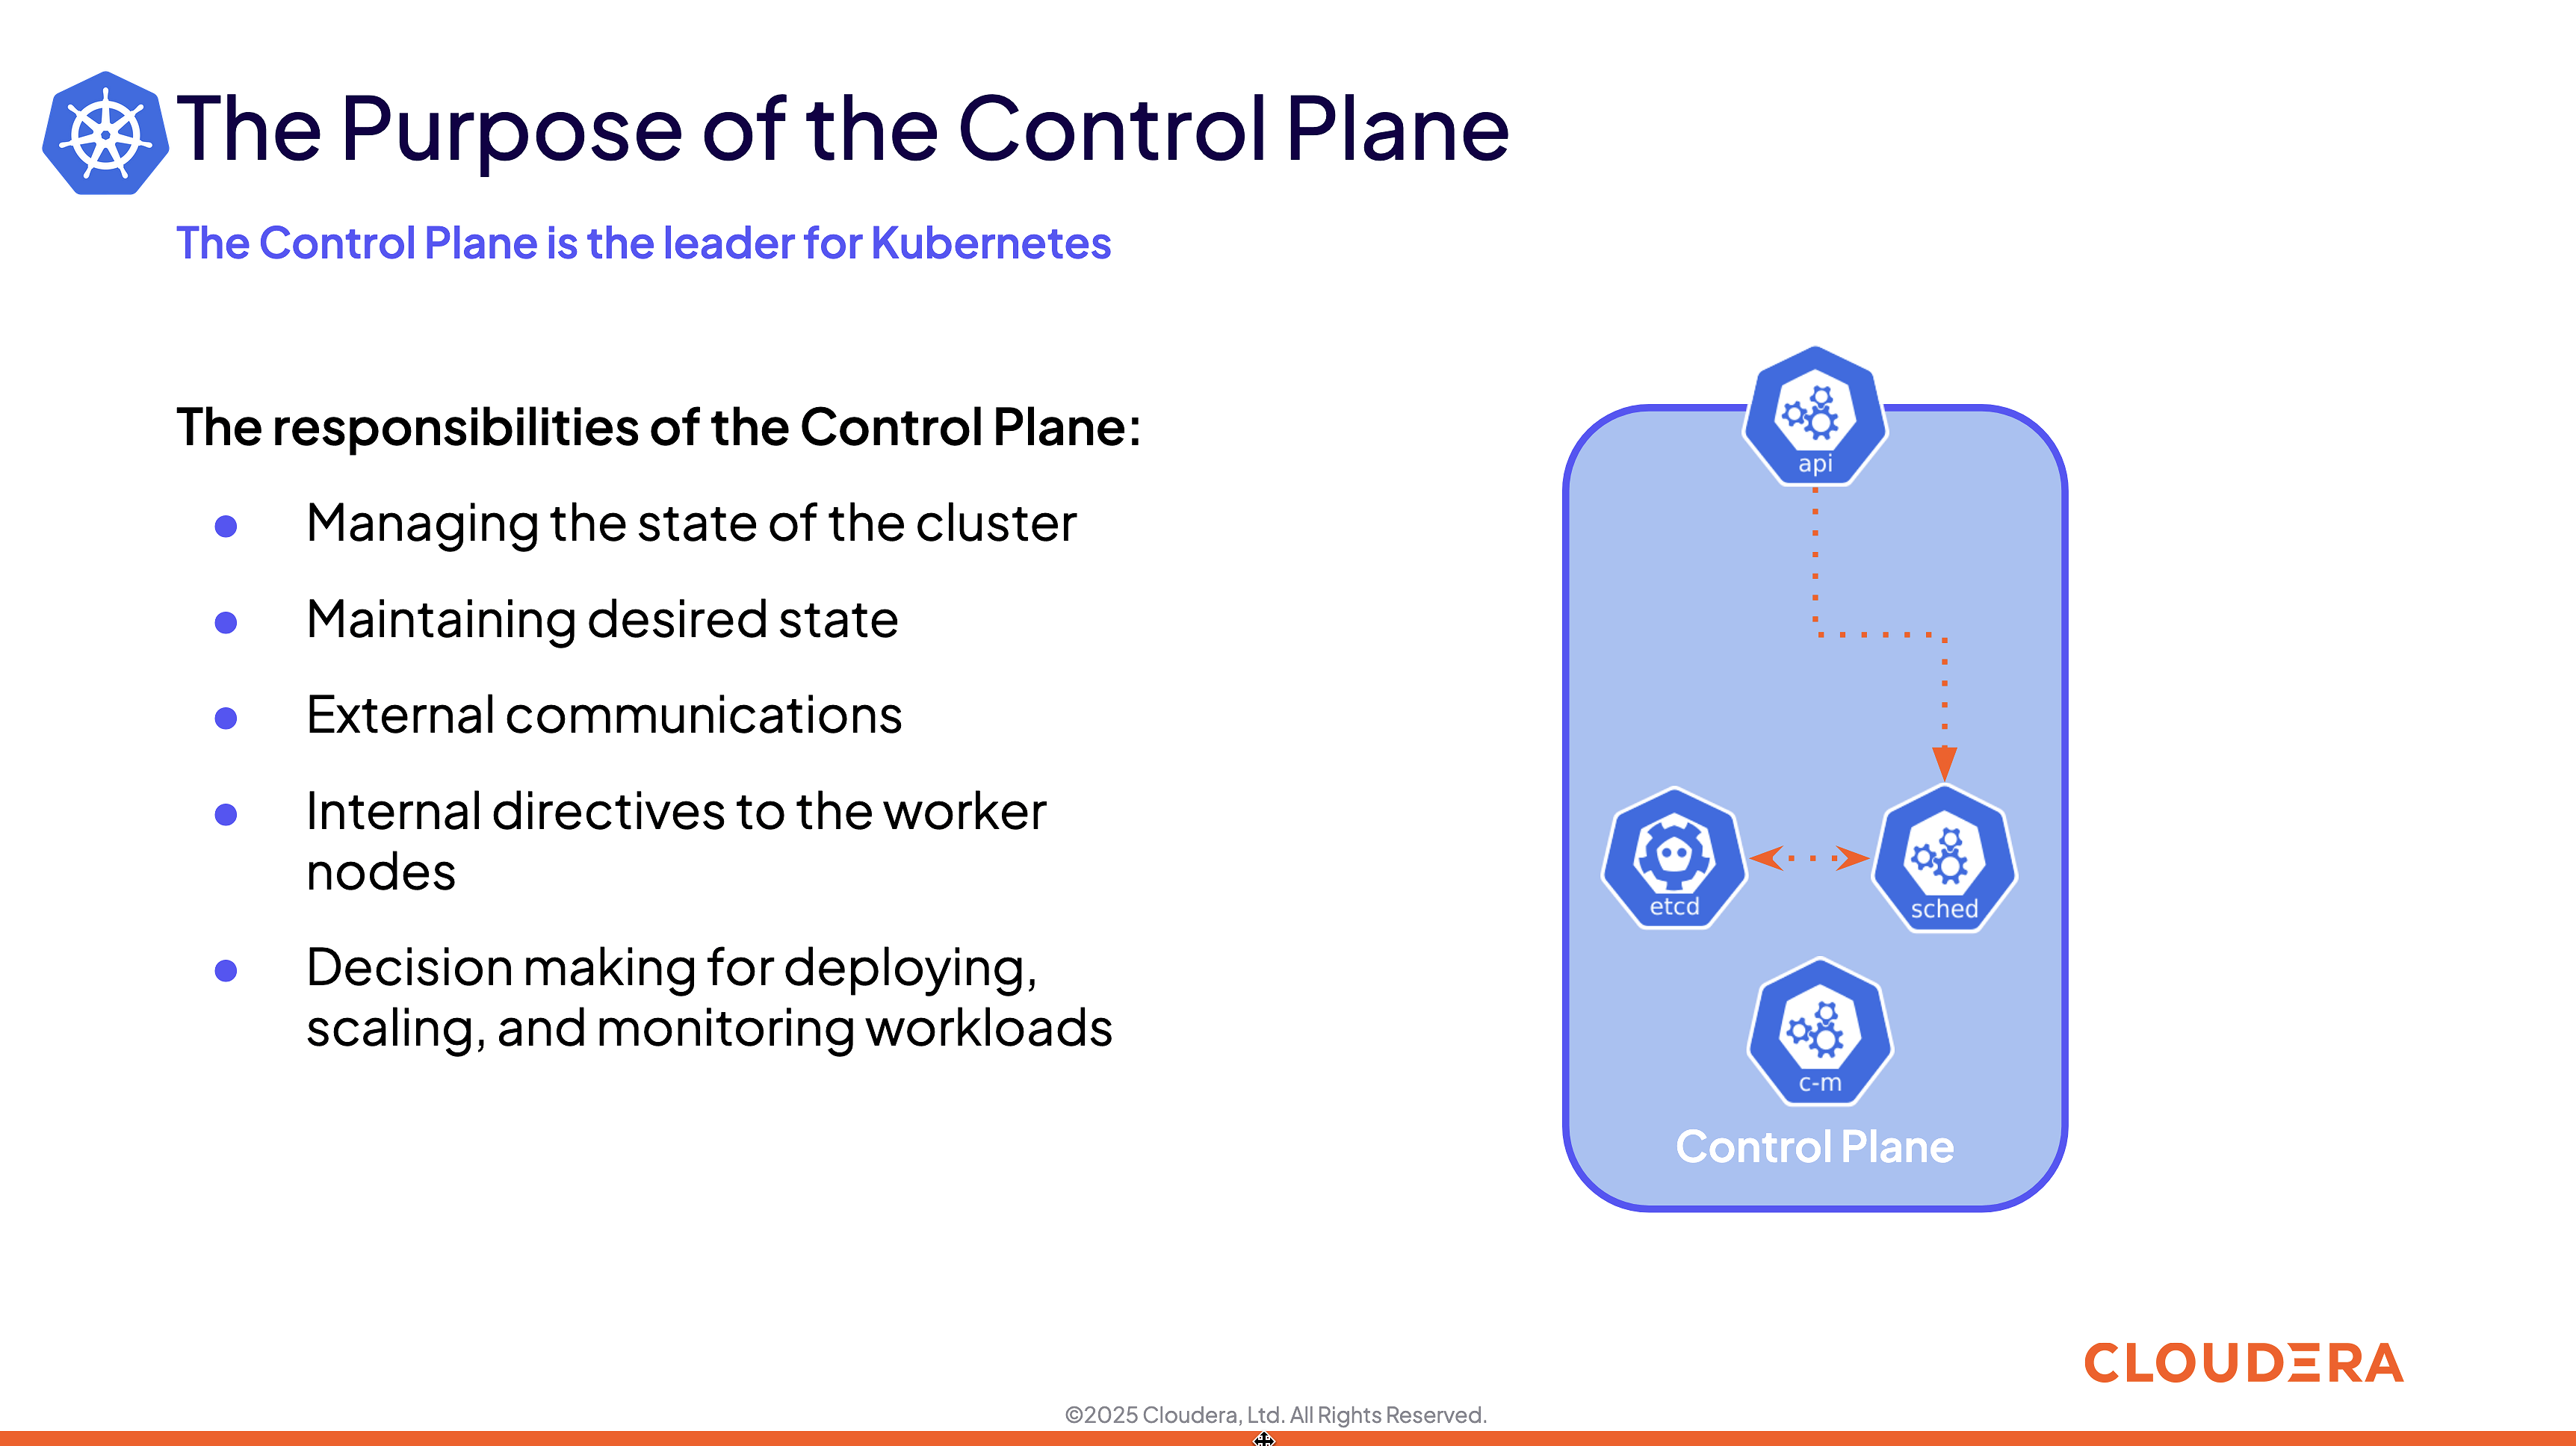 The Purpose of the Control Plane
The Control Plane is the leader for Kubernetes
The responsibilities of the Control Plane:
● Managing the state of the cluster
● Maintaining desired state
● External communications
● Internal directives to the worker
nodes
● Decision making for deploying,
scaling, and monitoring workloads
api
etcd
sched
c-m
Control Plane
CLOUDERA
©2025 Cloudera, Ltd. All Rights Reserved.